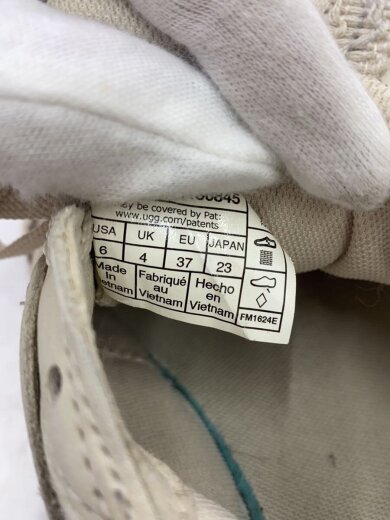 may be covered by Pat:
www.ugg.com/patents
USA UK EU JAPAN
6 4 37 23
Made in Vietnam
Fabriqué au Vietnam
Hecho en Vietnam
FM1624E